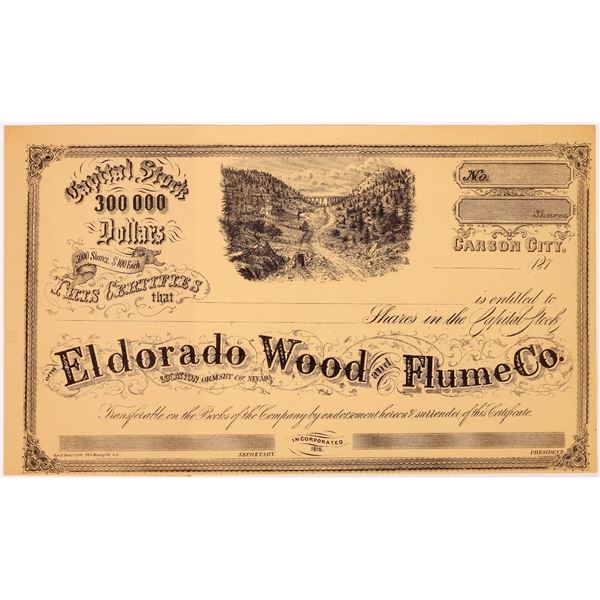 Capital Stock
300 000
Dollars
3000 Shares. $100 Each.
This Certifies
that
No.
Shares
Carson City,
187
is entitled to
Shares in the Capital Stock
OF THE
Eldorado Wood and Flume Co.
LOCATION ORMSBY CO. NEVADA
Transferable on the Books of the Company by endorsement hereon & surrender of this Certificate.
INCORPORATED
1875.
SECRETARY.
PRESIDENT.